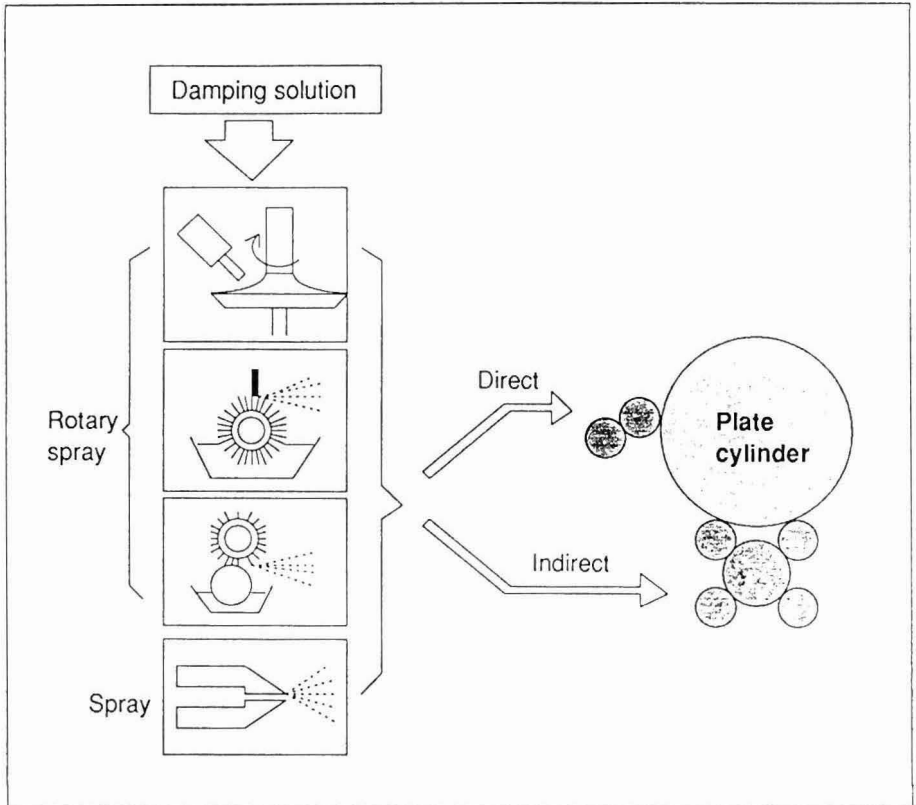 Damping solution
Rotary
spray
Spray
Direct
Indirect
Plate
cylinder